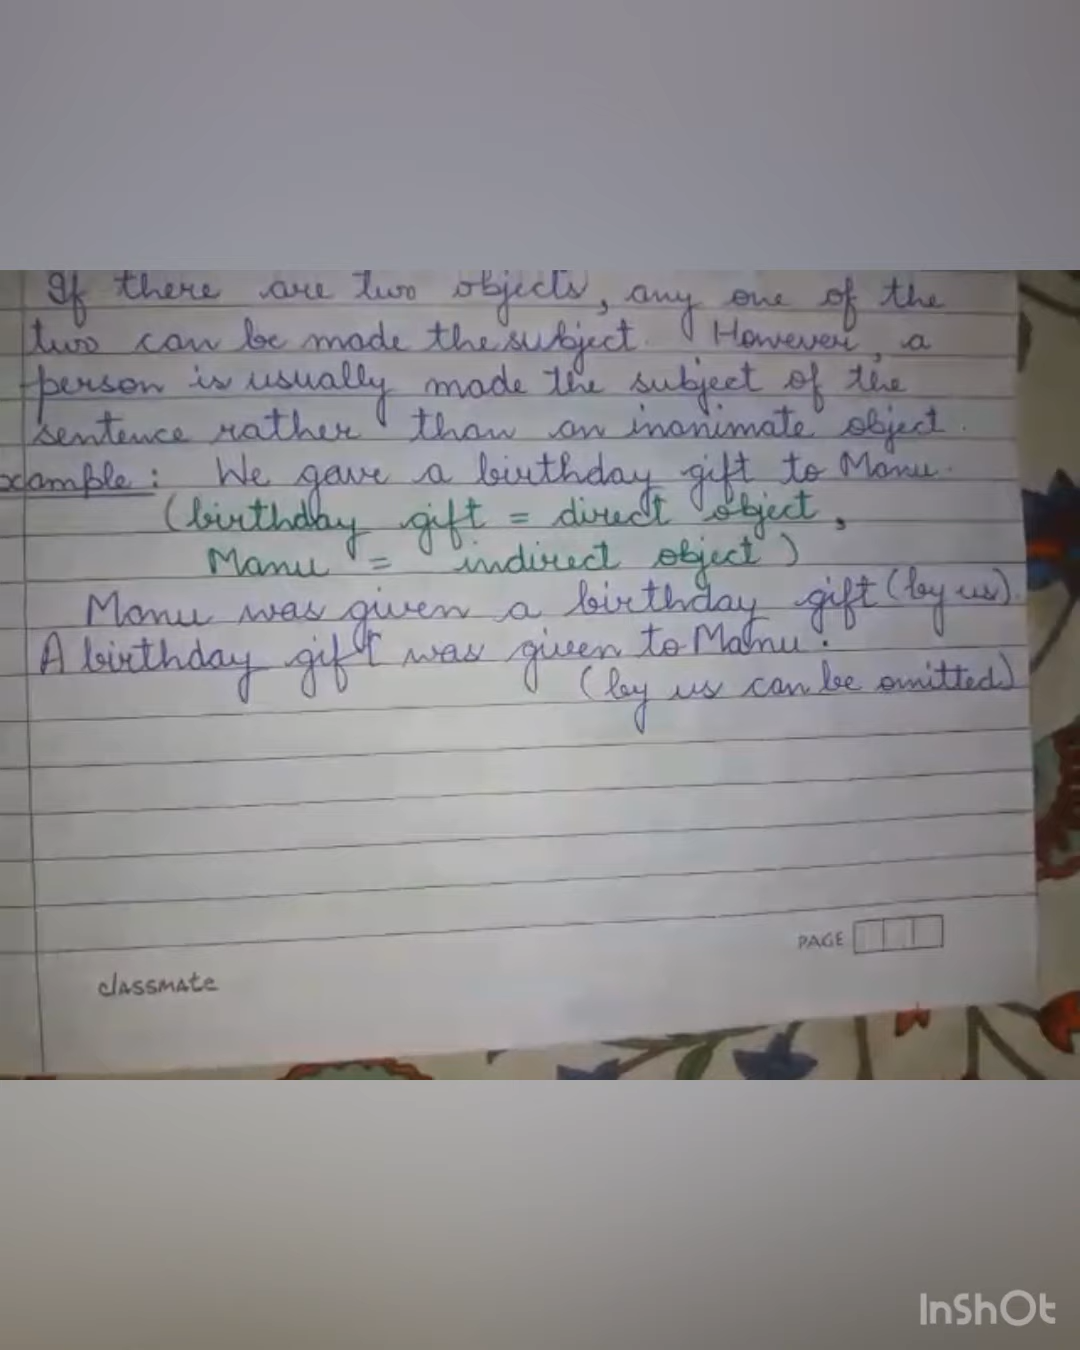 If there are two objects, any one of the
two can be made the subject. However, a
person is usually made the subject of the
sentence rather than an inanimate object.
xample: We gave a birthday gift to Manu.
(birthday gift = direct object,
Manu = indirect object)
Manu was given a birthday gift (by us).
A birthday gift was given to Manu.
(by us can be omitted)
PAGE
classmate
InShOt